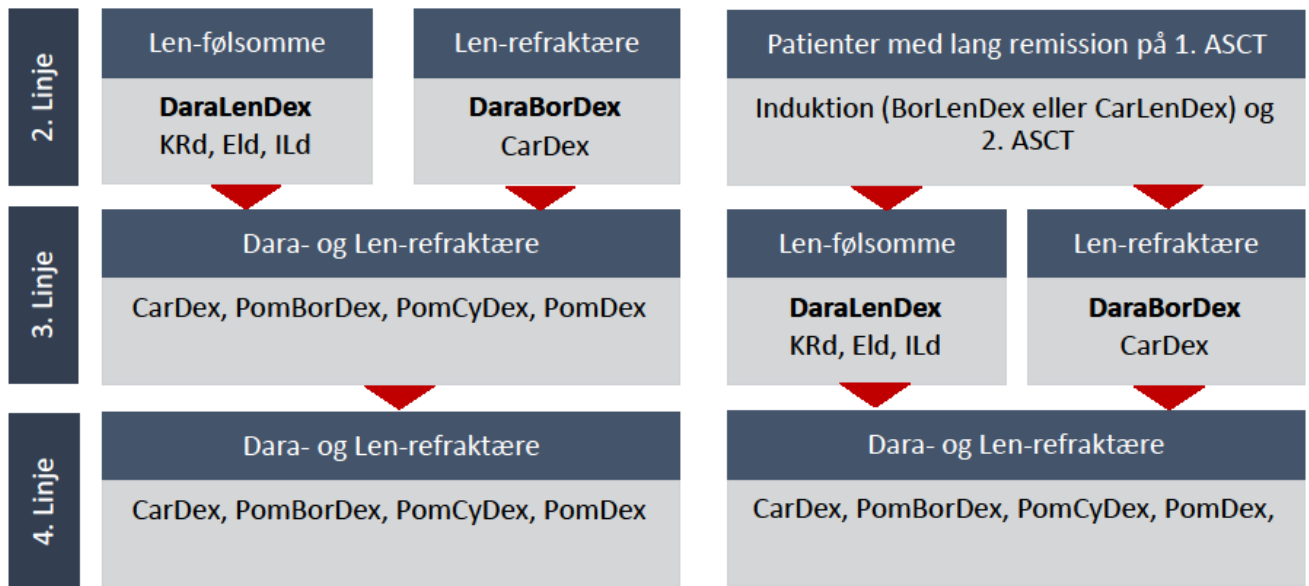 2. Linje
Len-følsomme
DaraLenDex
KRd, Eld, ILd
Len-refraktære
DaraBorDex
CarDex
Patienter med lang remission på 1. ASCT
Induktion (BorLenDex eller CarLenDex) og
2. ASCT
3. Linje
Dara- og Len-refraktære
CarDex, PomBorDex, PomCyDex, PomDex
Len-følsomme
DaraLenDex
KRd, Eld, ILd
Len-refraktære
DaraBorDex
CarDex
4. Linje
Dara- og Len-refraktære
CarDex, PomBorDex, PomCyDex, PomDex
Dara- og Len-refraktære
CarDex, PomBorDex, PomCyDex, PomDex,